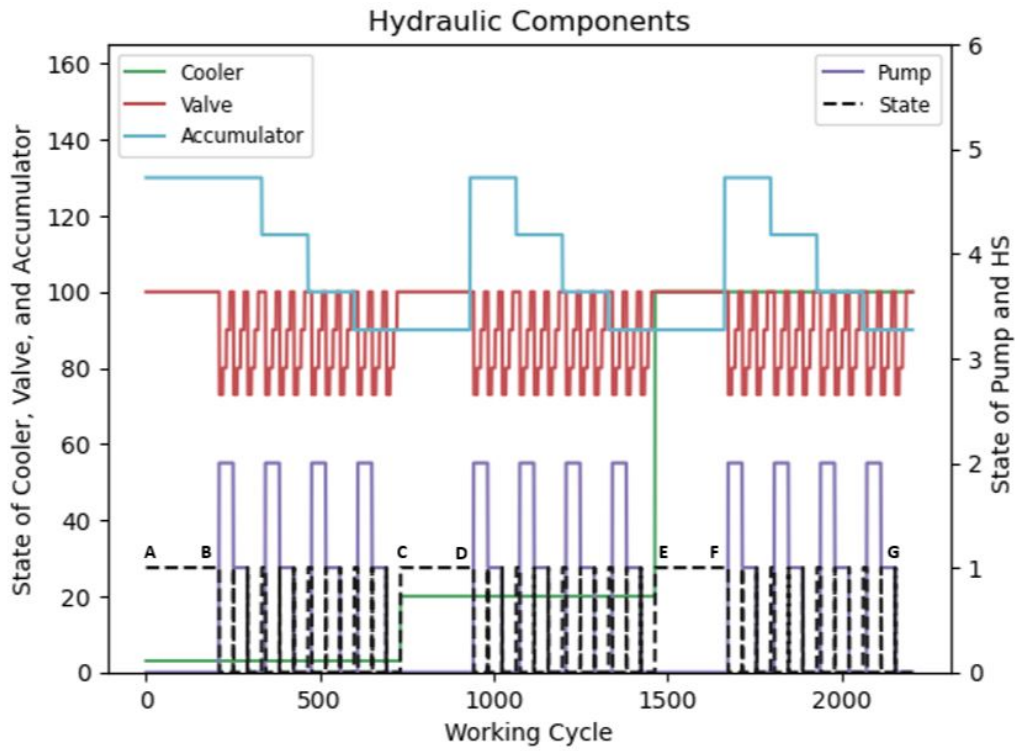 Hydraulic Components
Cooler
Valve
Accumulator
Pump
State
State of Cooler, Valve, and Accumulator
160
140
120
100
80
60
40
20
0
6
5
4
3
2
1
0
State of Pump and HS
A
B
C
D
E
F
G
0
500
1000
1500
2000
Working Cycle